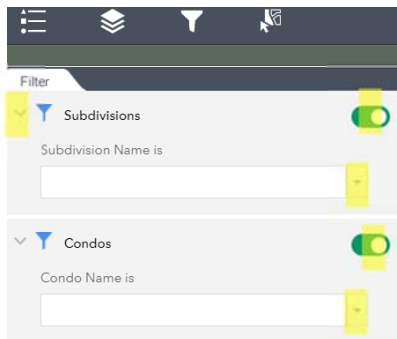 Filter
Subdivisions
Subdivision Name is
Condos
Condo Name is